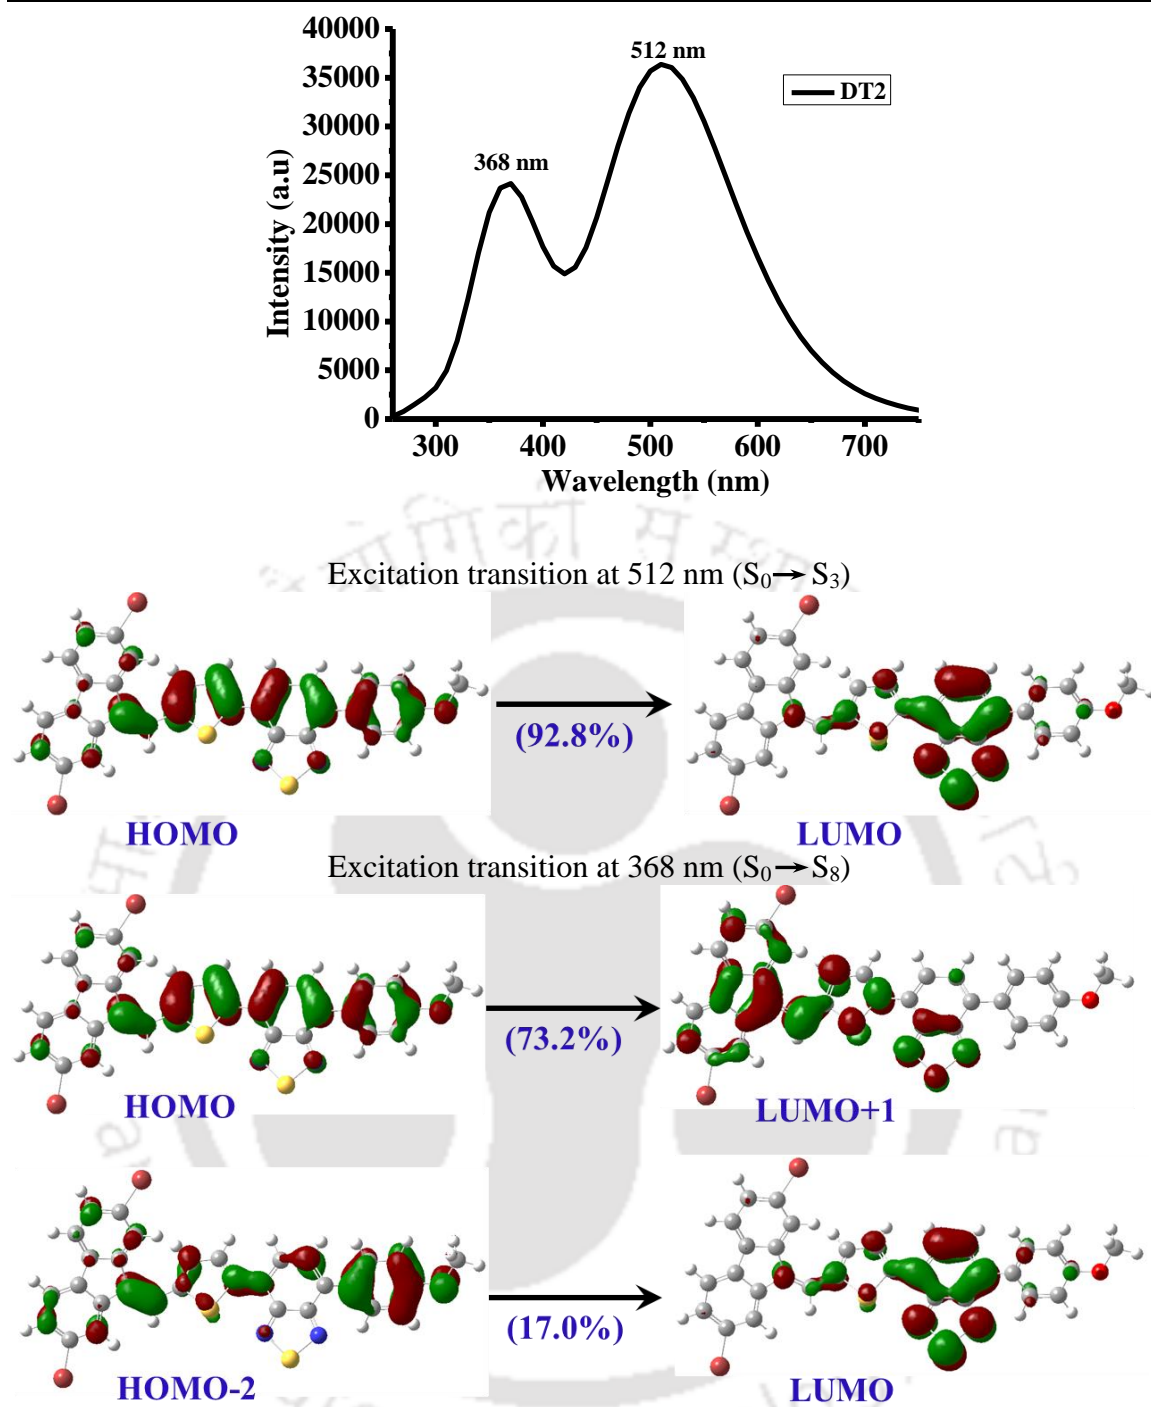 40000
35000
30000
25000
20000
15000
10000
5000
0
Intensity (a.u)
368 nm
512 nm
DT2
300 400 500 600 700
Wavelength (nm)
Excitation transition at 512 nm (S₀→S₃)
(92.8%)
HOMO LUMO
Excitation transition at 368 nm (S₀→S₈)
(73.2%)
HOMO LUMO+1
(17.0%)
HOMO-2 LUMO